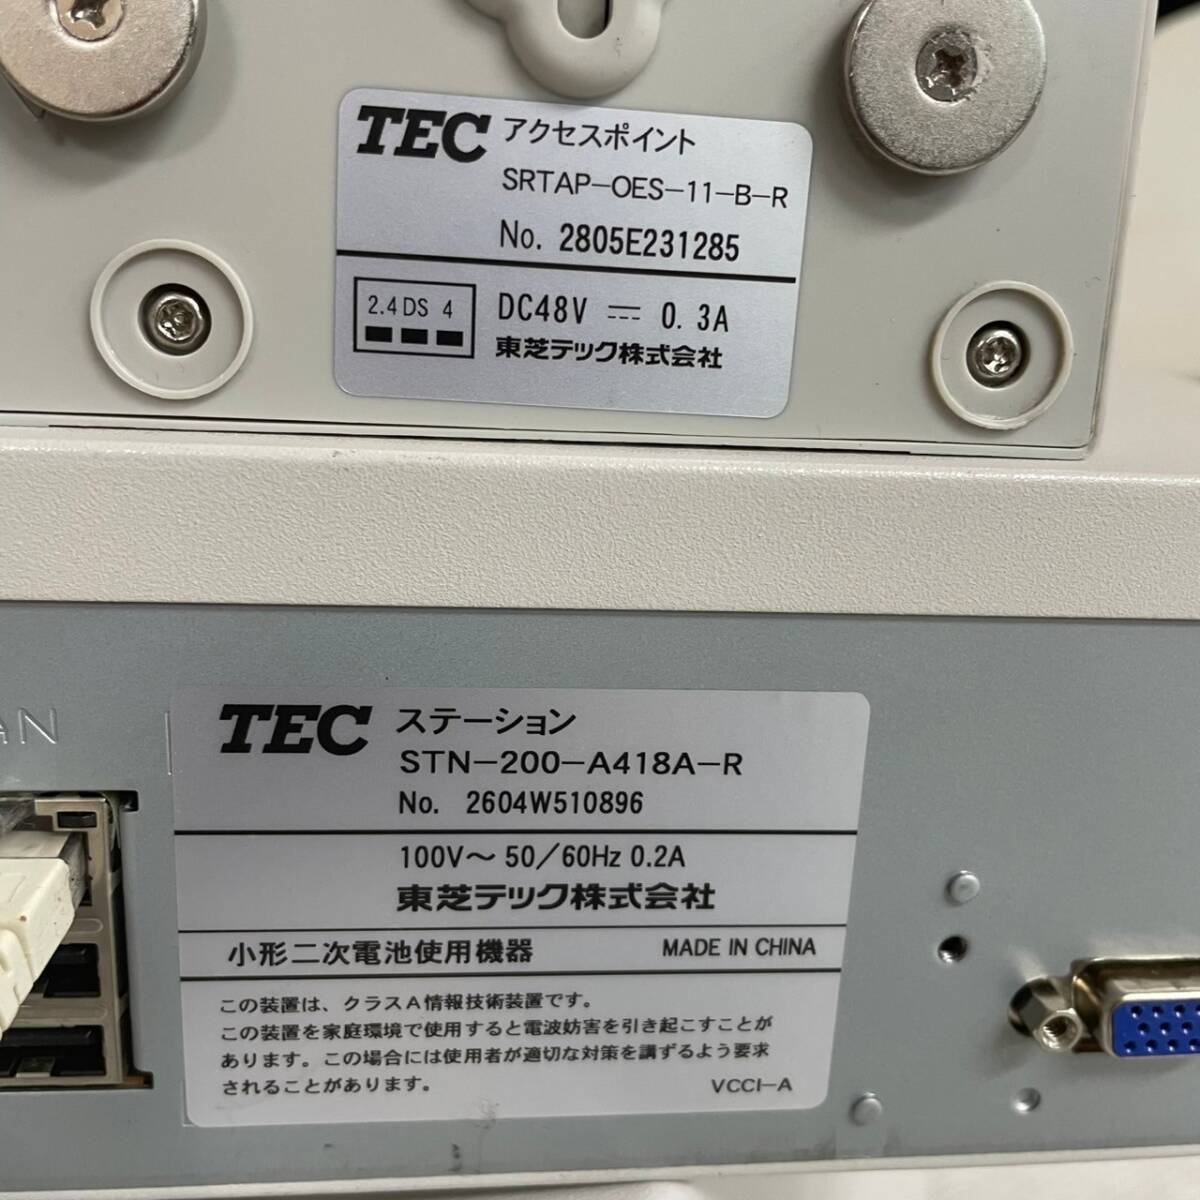 TEC アクセスポイント
SRTAP-OES-11-B-R
No. 2805E231285
2.4 DS 4
DC48V ⎓ 0.3A
東芝テック株式会社
AN
TEC ステーション
STN-200-A418A-R
No. 2604W510896
100V～ 50/60Hz 0.2A
東芝テック株式会社
小形二次電池使用機器 MADE IN CHINA
この装置は、クラスA情報技術装置です。
この装置を家庭環境で使用すると電波妨害を引き起こすことが
あります。この場合には使用者が適切な対策を講ずるよう要求
されることがあります。
VCCI-A